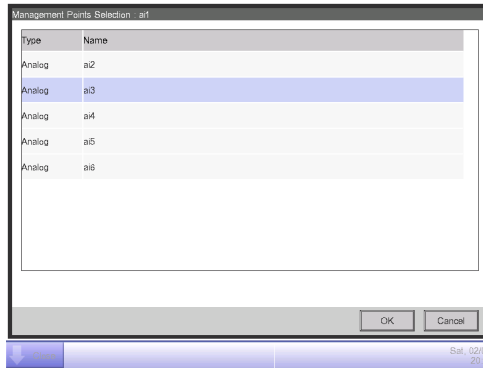 Management Points Selection : ai1
Type Name
Analog ai2
Analog ai3
Analog ai4
Analog ai5
Analog ai6
OK Cancel
Sat, 02/
20